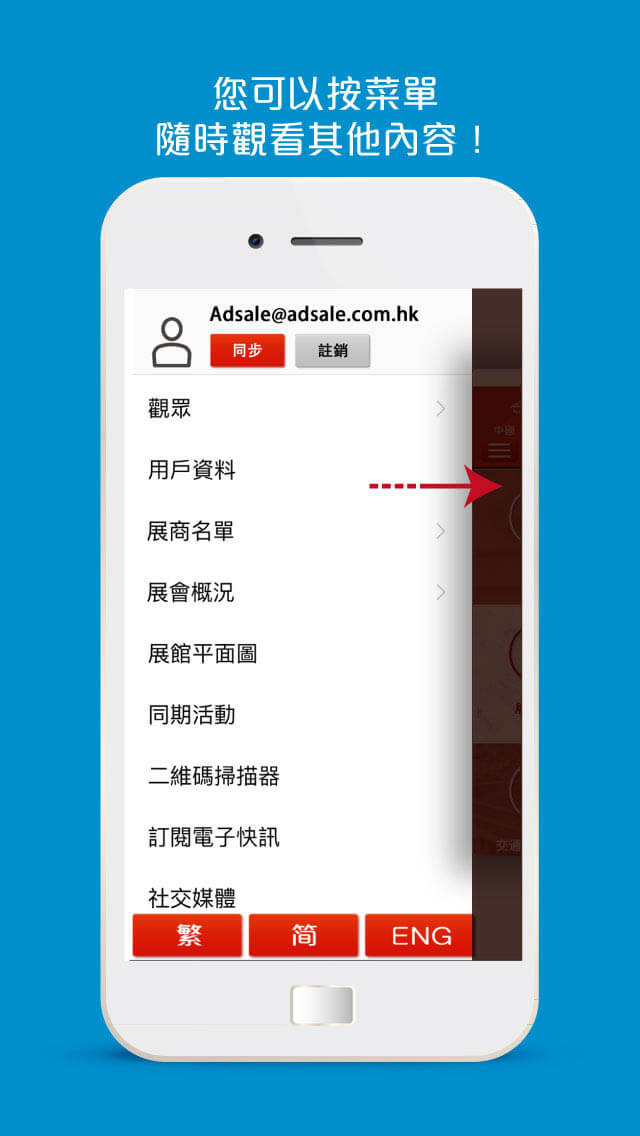 您可以按菜單
隨時觀看其他內容！
Adsale@adsale.com.hk
同步 註銷
觀眾
中國
用戶資料
展商名單
展會概況
展館平面圖
同期活動
二維碼掃描器
訂閱電子快訊
交通
社交媒體
繁 简 ENG